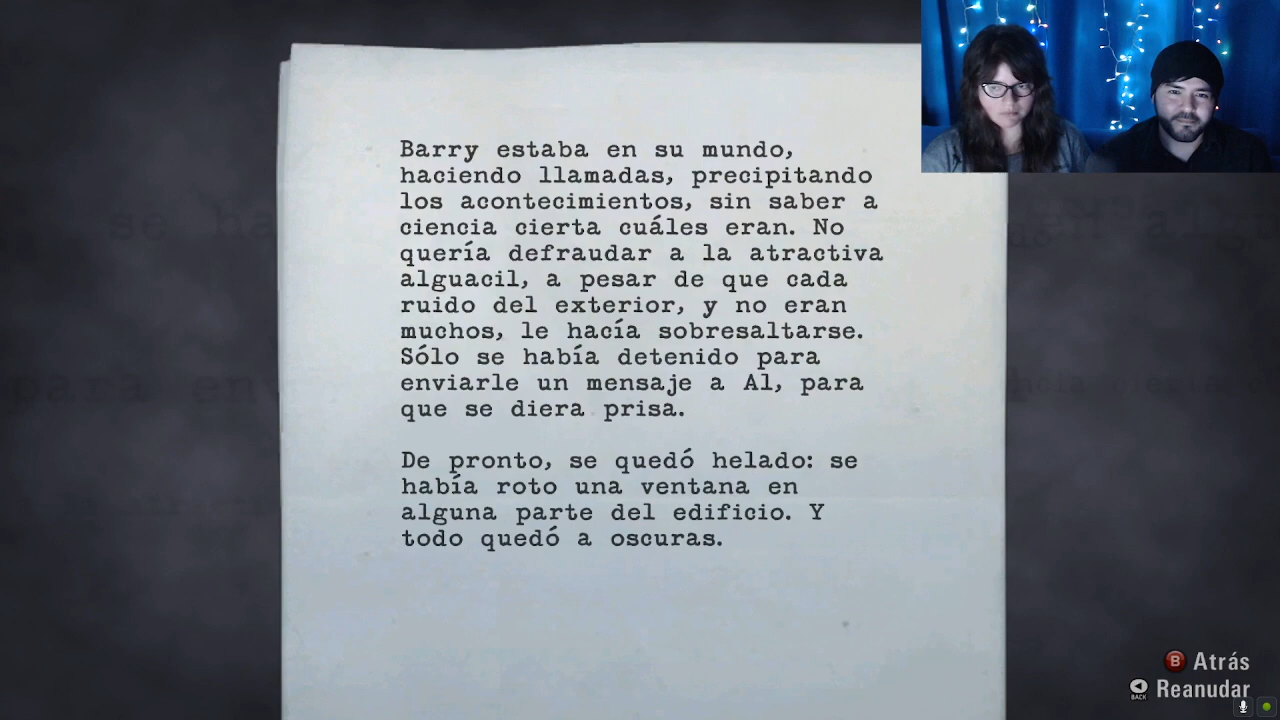 Barry estaba en su mundo,
haciendo llamadas, precipitando
los acontecimientos, sin saber a
ciencia cierta cuáles eran. No
quería defraudar a la atractiva
alguacil, a pesar de que cada
ruido del exterior, y no eran
muchos, le hacía sobresaltarse.
Sólo se había detenido para
enviarle un mensaje a Al, para
que se diera prisa.
De pronto, se quedó helado: se
había roto una ventana en
alguna parte del edificio. Y
todo quedó a oscuras.
B Atrás
BACK Reanudar